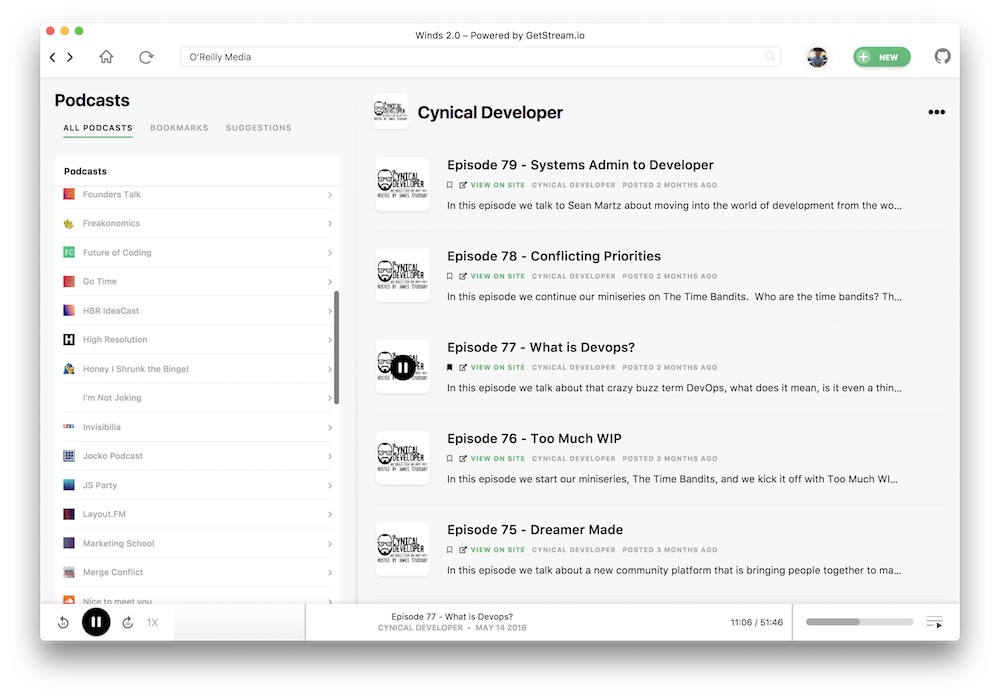 Winds 2.0 – Powered by GetStream.io
O'Reilly Media
NEW
Podcasts
ALL PODCASTS BOOKMARKS SUGGESTIONS
Podcasts
Founders Talk
Freakonomics
FC Future of Coding
Go Time
HBR IdeaCast
H High Resolution
Honey I Shrunk the Binge!
I'm Not Joking
Invisibilia
Jocko Podcast
JS Party
Layout.FM
Marketing School
Merge Conflict
Nice to meet you
Cynical Developer
Episode 79 - Systems Admin to Developer
VIEW ON SITE CYNICAL DEVELOPER POSTED 2 MONTHS AGO
In this episode we talk to Sean Martz about moving into the world of development from the wo...
Episode 78 - Conflicting Priorities
VIEW ON SITE CYNICAL DEVELOPER POSTED 2 MONTHS AGO
In this episode we continue our miniseries on The Time Bandits.  Who are the time bandits? Th...
Episode 77 - What is Devops?
VIEW ON SITE CYNICAL DEVELOPER POSTED 2 MONTHS AGO
In this episode we talk about that crazy buzz term DevOps, what does it mean, is it even a thin...
Episode 76 - Too Much WIP
VIEW ON SITE CYNICAL DEVELOPER POSTED 3 MONTHS AGO
In this episode we start our miniseries, The Time Bandits, and we kick it off with Too Much WI...
Episode 75 - Dreamer Made
VIEW ON SITE CYNICAL DEVELOPER POSTED 3 MONTHS AGO
In this episode we talk about a new community platform that is bringing people together to ma...
1X
Episode 77 - What is Devops?
CYNICAL DEVELOPER • MAY 14 2018
11:06 / 51:46